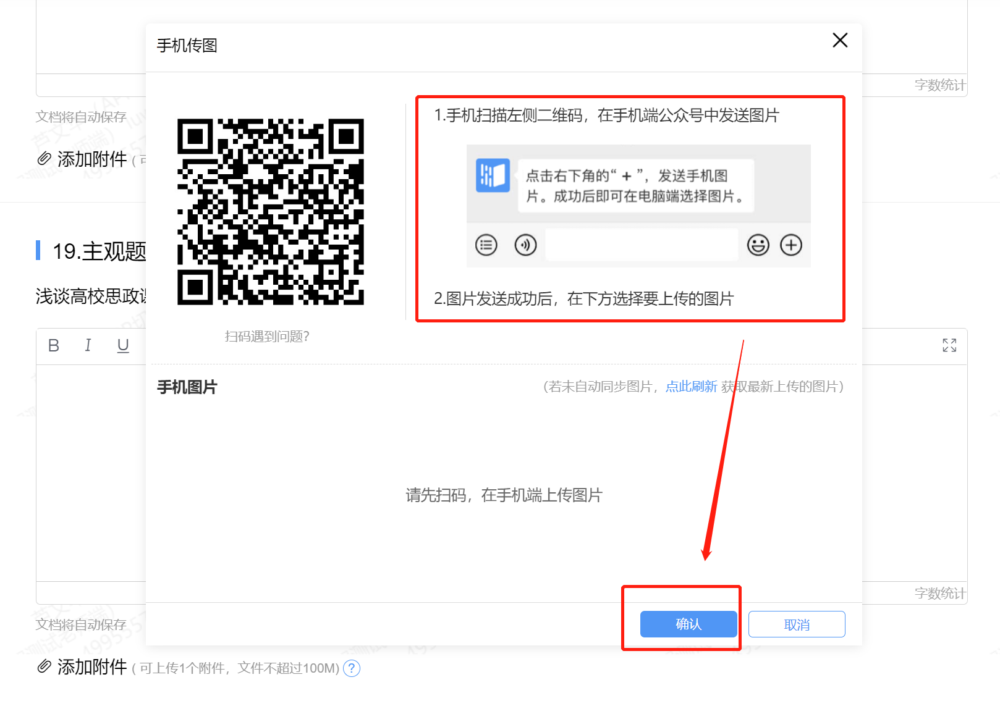 手机传图
字数统计
1.手机扫描左侧二维码，在手机端公众号中发送图片
文档将自动保存
添加附件
点击右下角的“ + ”，发送手机图
片。成功后即可在电脑端选择图片。
19.主观题
浅谈高校思政
2.图片发送成功后，在下方选择要上传的图片
扫码遇到问题?
B I U
手机图片
（若未自动同步图片，点此刷新 获取最新上传的图片）
请先扫码，在手机端上传图片
字数统计
文档将自动保存
确认
取消
添加附件 ( 可上传1个附件，文件不超过100M) ?